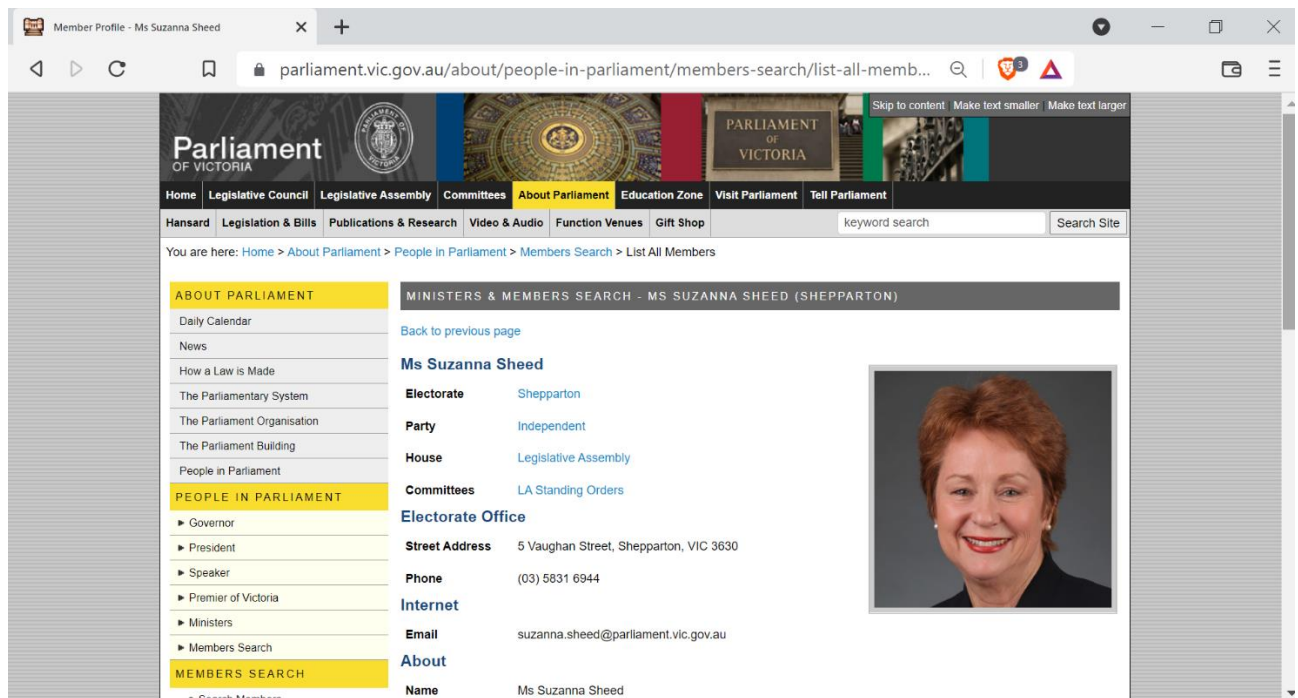 Member Profile - Ms Suzanna Sheed
parliament.vic.gov.au/about/people-in-parliament/members-search/list-all-memb...
3
Skip to content | Make text smaller | Make text larger
Parliament
OF VICTORIA
PARLIAMENT
OF
VICTORIA
Home Legislative Council Legislative Assembly Committees About Parliament Education Zone Visit Parliament Tell Parliament
Hansard Legislation & Bills Publications & Research Video & Audio Function Venues Gift Shop keyword search Search Site
You are here: Home > About Parliament > People in Parliament > Members Search > List All Members
ABOUT PARLIAMENT
Daily Calendar
News
How a Law is Made
The Parliamentary System
The Parliament Organisation
The Parliament Building
People in Parliament
PEOPLE IN PARLIAMENT
► Governor
► President
► Speaker
► Premier of Victoria
► Ministers
► Members Search
MEMBERS SEARCH
MINISTERS & MEMBERS SEARCH - MS SUZANNA SHEED (SHEPPARTON)
Back to previous page
Ms Suzanna Sheed
Electorate Shepparton
Party Independent
House Legislative Assembly
Committees LA Standing Orders
Electorate Office
Street Address 5 Vaughan Street, Shepparton, VIC 3630
Phone (03) 5831 6944
Internet
Email suzanna.sheed@parliament.vic.gov.au
About
Name Ms Suzanna Sheed